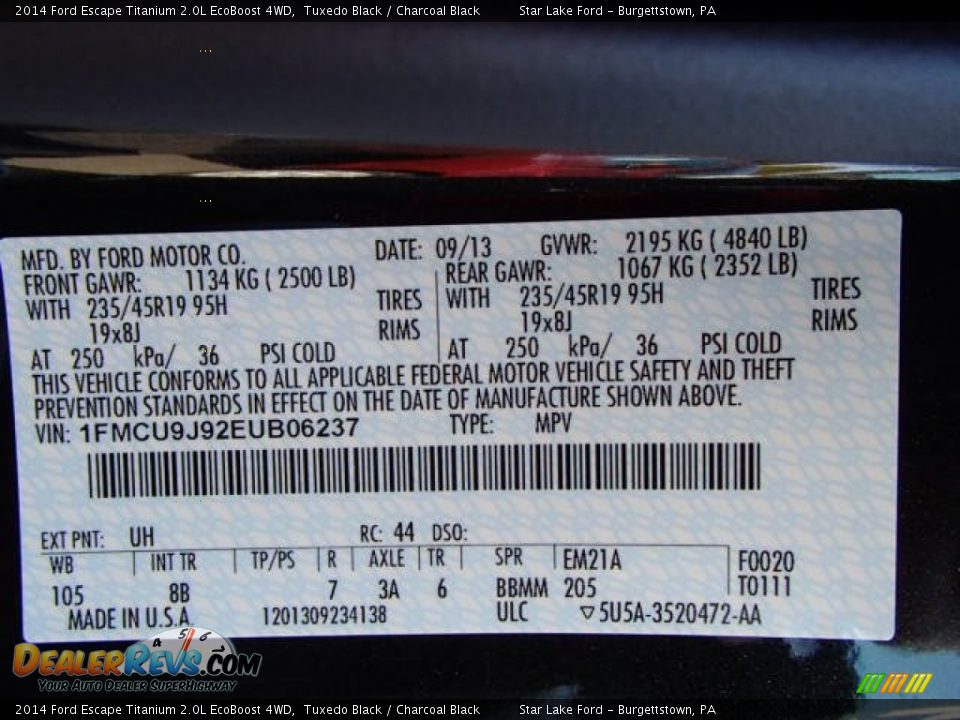 2014 Ford Escape Titanium 2.0L EcoBoost 4WD, Tuxedo Black / Charcoal Black Star Lake Ford - Burgettstown, PA
MFD. BY FORD MOTOR CO. DATE: 09/13 GVWR: 2195 KG ( 4840 LB)
FRONT GAWR: 1134 KG ( 2500 LB) REAR GAWR: 1067 KG ( 2352 LB)
WITH 235/45R19 95H TIRES WITH 235/45R19 95H TIRES
19x8J RIMS 19x8J RIMS
AT 250 kPa/ 36 PSI COLD AT 250 kPa/ 36 PSI COLD
THIS VEHICLE CONFORMS TO ALL APPLICABLE FEDERAL MOTOR VEHICLE SAFETY AND THEFT
PREVENTION STANDARDS IN EFFECT ON THE DATE OF MANUFACTURE SHOWN ABOVE.
VIN: 1FMCU9J92EUB06237 TYPE: MPV
EXT PNT: UH RC: 44 DSO:
WB INT TR TP/PS R AXLE TR SPR EM21A F0020
105 8B 7 3A 6 BBMM 205 T0111
MADE IN U.S.A. 1201309234138 ULC ▽5U5A-3520472-AA
4 5 6
DEALERREVS.COM
YOUR AUTO DEALER SUPERHIGHWAY
2014 Ford Escape Titanium 2.0L EcoBoost 4WD, Tuxedo Black / Charcoal Black Star Lake Ford - Burgettstown, PA